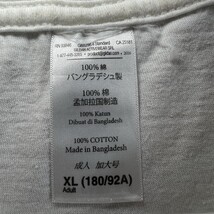 100% 綿
バングラデシュ製
100% 綿
孟加拉国制造
100% Katun
Dibuat di Bangladesh
100% COTTON
Made in Bangladesh
成人 加大号
XL (180/92A)
Adult